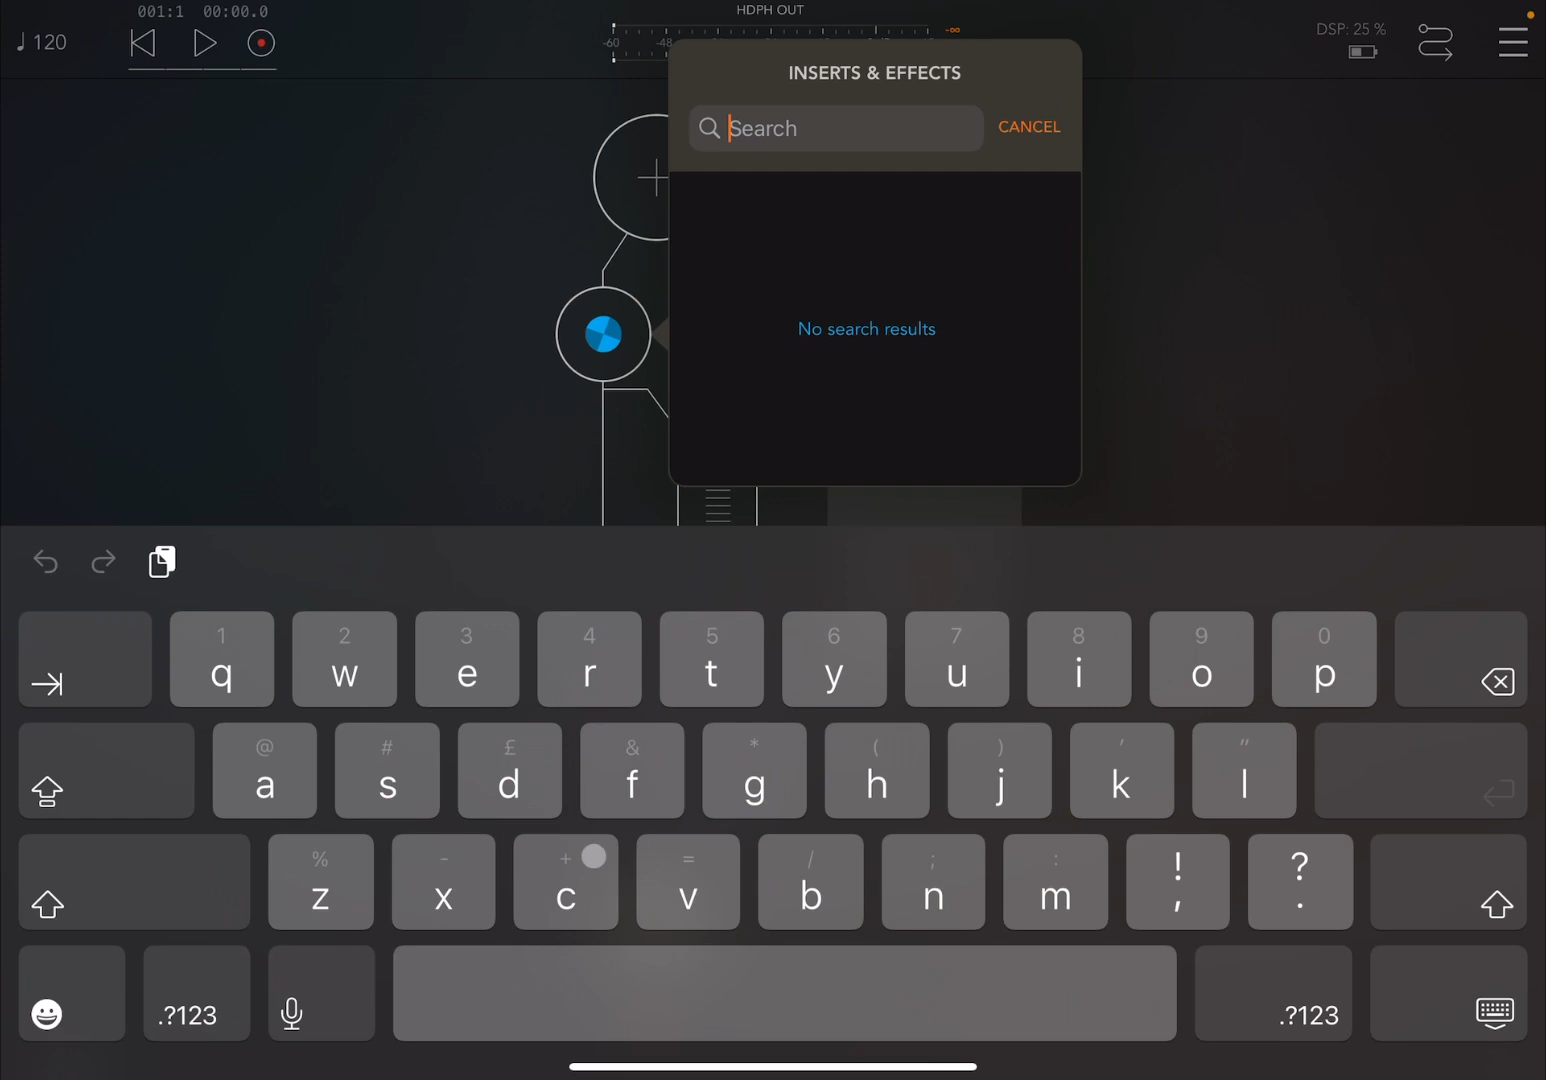 001:1 00:00.0
HDPH OUT
♩ 120
-60
-48
-∞
DSP: 25 %
INSERTS & EFFECTS
Search
CANCEL
No search results
1 2 3 4 5 6 7 8 9 0
q w e r t y u i o p
@ # £ & * ( ) ' "
a s d f g h j k l
% - + = / ; : ! ?
z x c v b n m , .
.?123 .?123